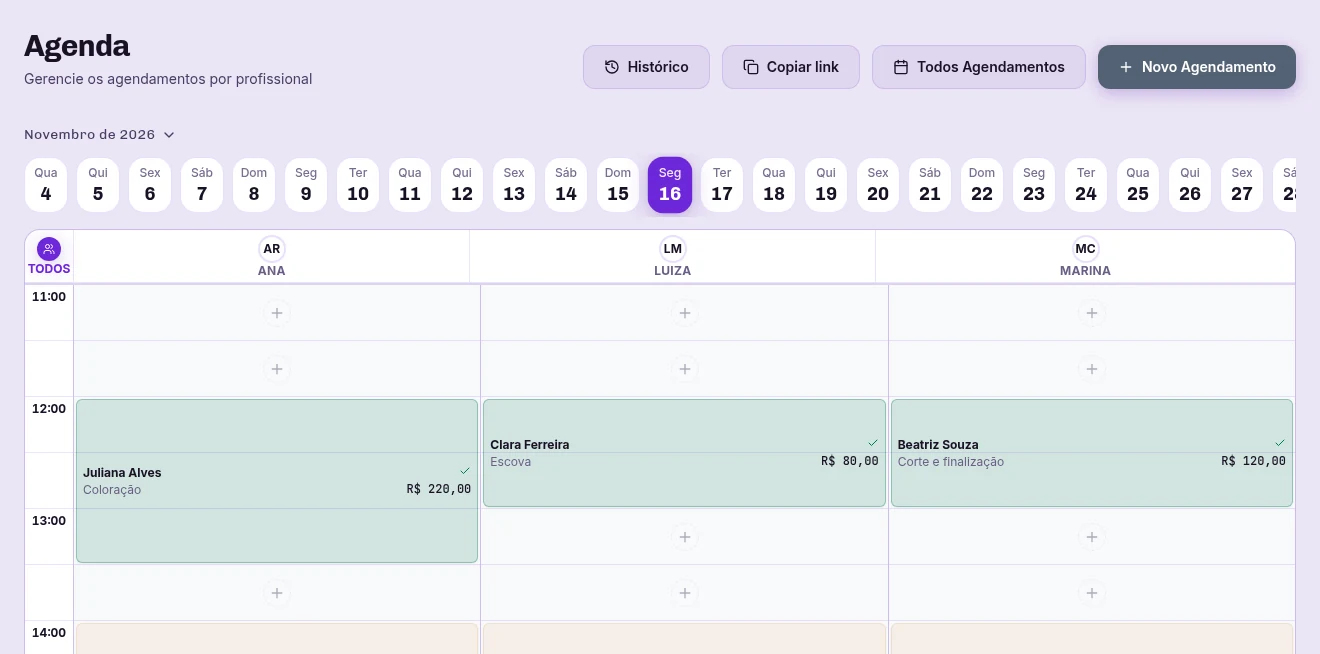 Agenda
Gerencie os agendamentos por profissional
Histórico
Copiar link
Todos Agendamentos
Novo Agendamento
Novembro de 2026
Qua Qui Sex Sáb Dom Seg Ter Qua Qui Sex Sáb Dom Seg Ter Qua Qui Sex Sáb Dom Seg Ter Qua Qui Sex
4 5 6 7 8 9 10 11 12 13 14 15 16 17 18 19 20 21 22 23 24 25 26 27
AR LM MC
TODOS ANA LUIZA MARINA
11:00
12:00
Clara Ferreira
Escova R$ 80,00
Beatriz Souza
Corte e finalização R$ 120,00
Juliana Alves
Coloração R$ 220,00
13:00
14:00